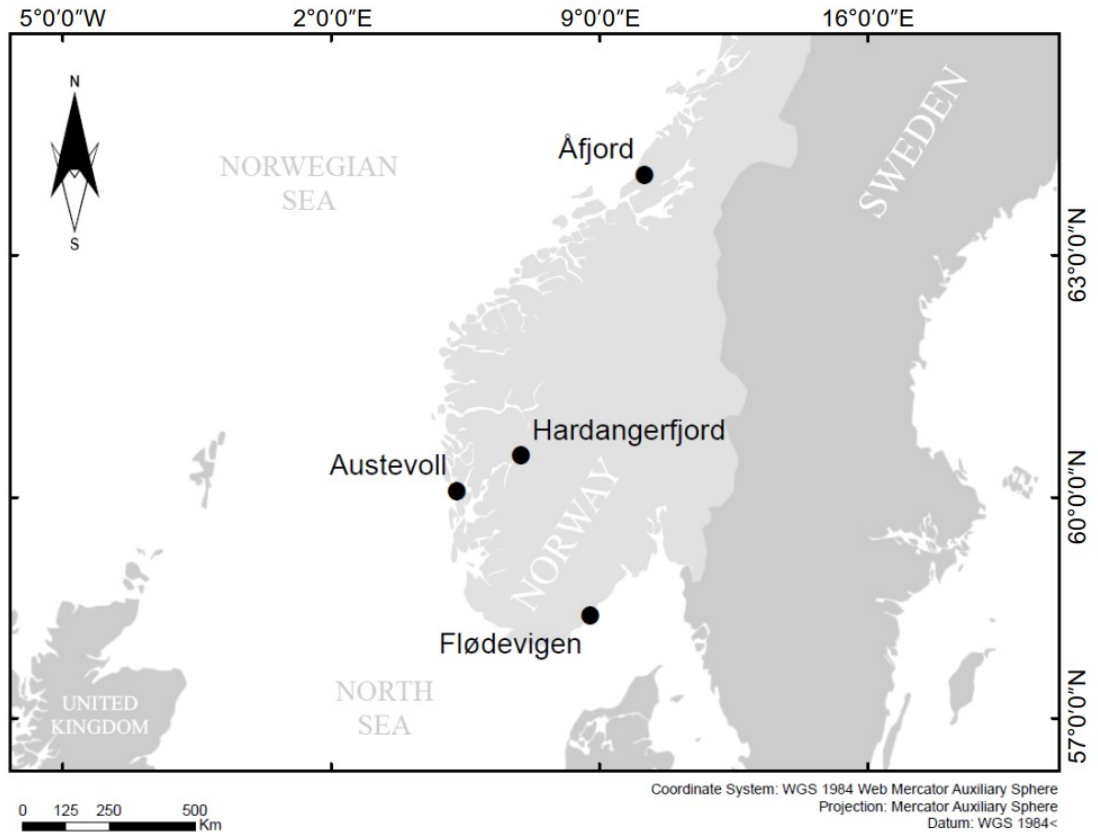 5°0'0"W 2°0'0"E 9°0'0"E 16°0'0"E
N
S
NORWEGIAN
SEA
Åfjord
SWEDEN
63°0'0"N
Hardangerfjord
Austevoll
60°0'0"N
NORWAY
Flødevigen
NORTH
SEA
UNITED
KINGDOM
57°0'0"N
0 125 250 500
Km
Coordinate System: WGS 1984 Web Mercator Auxiliary Sphere
Projection: Mercator Auxiliary Sphere
Datum: WGS 1984<